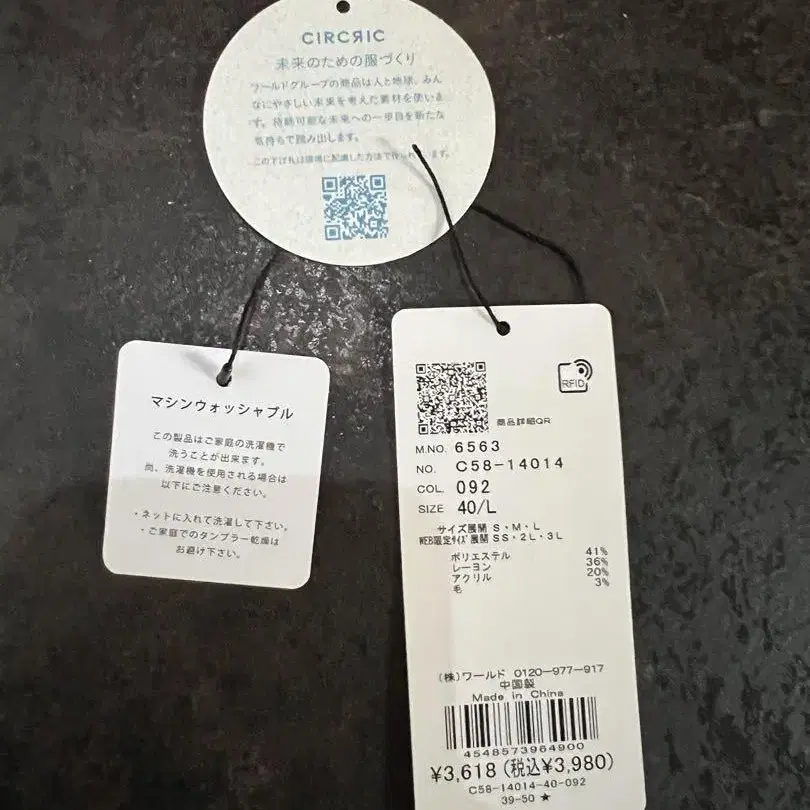 CIRCRIC
未来のための服づくり
ワールドグループの商品は人と地球、みん
なにやさしい未来を考えた素材を使いま
す。持続可能な未来への一歩目を新たな
気持ちで踏み出します。
この下げ札は環境に配慮した方法で作られています。
マシンウォッシャブル
この製品はご家庭の洗濯機で
洗うことが出来ます。
尚、洗濯機を使用される場合は
以下にご注意ください。
・ネットに入れて洗濯して下さい。
・ご家庭でのタンブラー乾燥は
お避け下さい。
RFID
商品詳細QR
M.NO. 6563
NO. C58-14014
COL. 092
SIZE 40/L
サイズ展開 S・M・L
WEB限定サイズ展開 SS・2L・3L
ポリエステル 41%
レーヨン 36%
アクリル 20%
毛 3%
(株)ワールド 0120-977-917
中国製
Made in China
4548573964900
¥3,618 (税込¥3,980)
C58-14014-40-092
39-50 ★